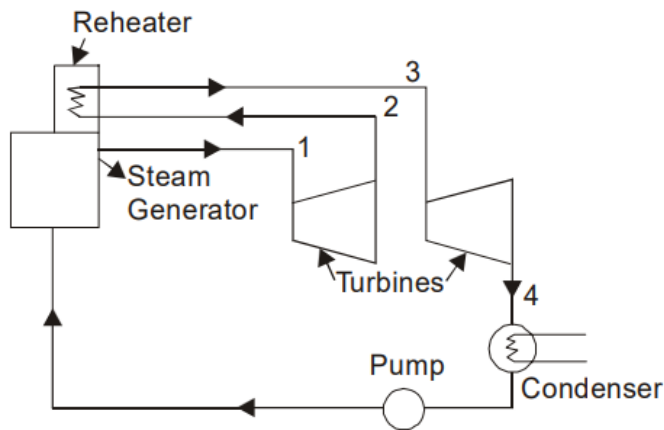 Reheater
3
2
1
Steam
Generator
Turbines
4
Pump
Condenser